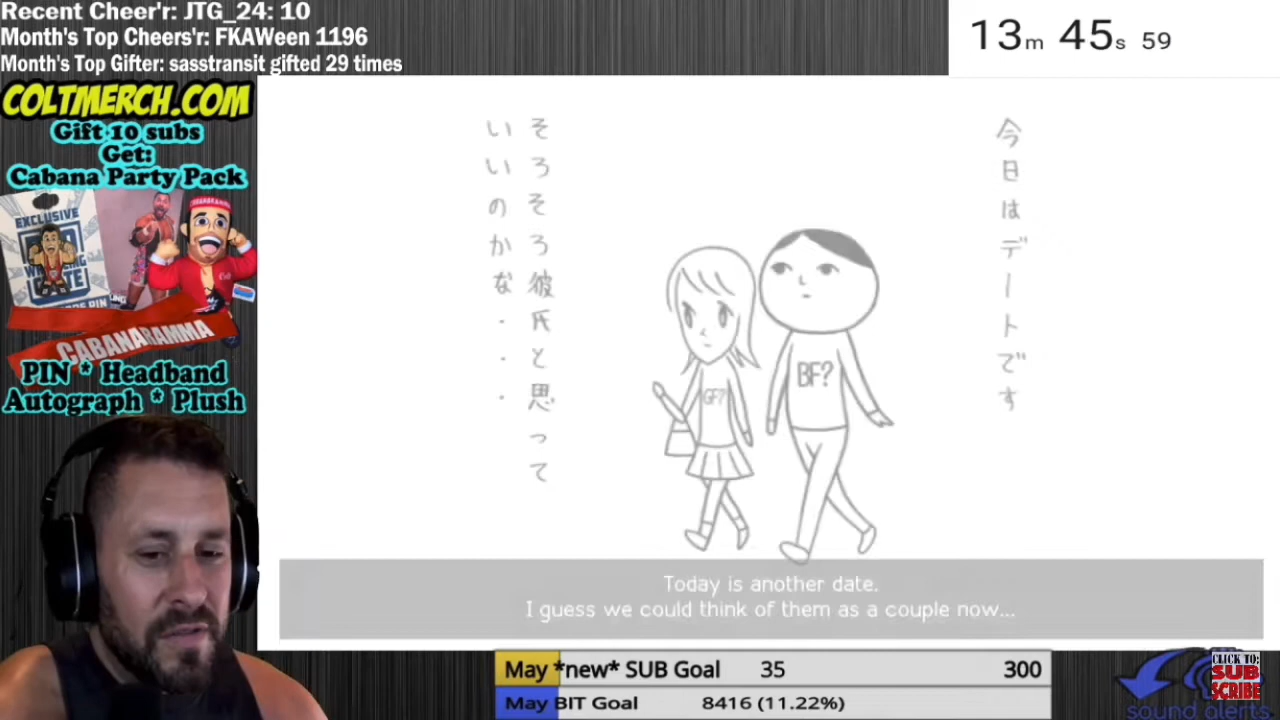 Recent Cheer'r: JTG_24: 10
Month's Top Cheers'r: FKAWeen 1196
Month's Top Gifter: sasstransit gifted 29 times
13m 45s 59
COLTMERCH.COM
Gift 10 subs
Get:
Cabana Party Pack
EXCLUSIVE
CABANARAMMA
PIN * Headband
Autograph * Plush
今日はデートです
そろそろ彼氏と思って
いいのかな・・・
GF?
BF?
Today is another date.
I guess we could think of them as a couple now...
May *new* SUB Goal 35 300
May BIT Goal 8416 (11.22%)
CLICK TO:
SUB
SCRIBE
sound alerts